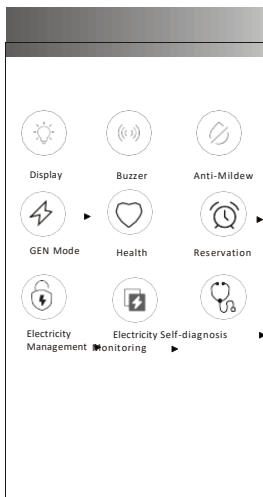 Display Buzzer Anti-Mildew
GEN Mode Health Reservation
Electricity Electricity Self-diagnosis
Management Monitoring